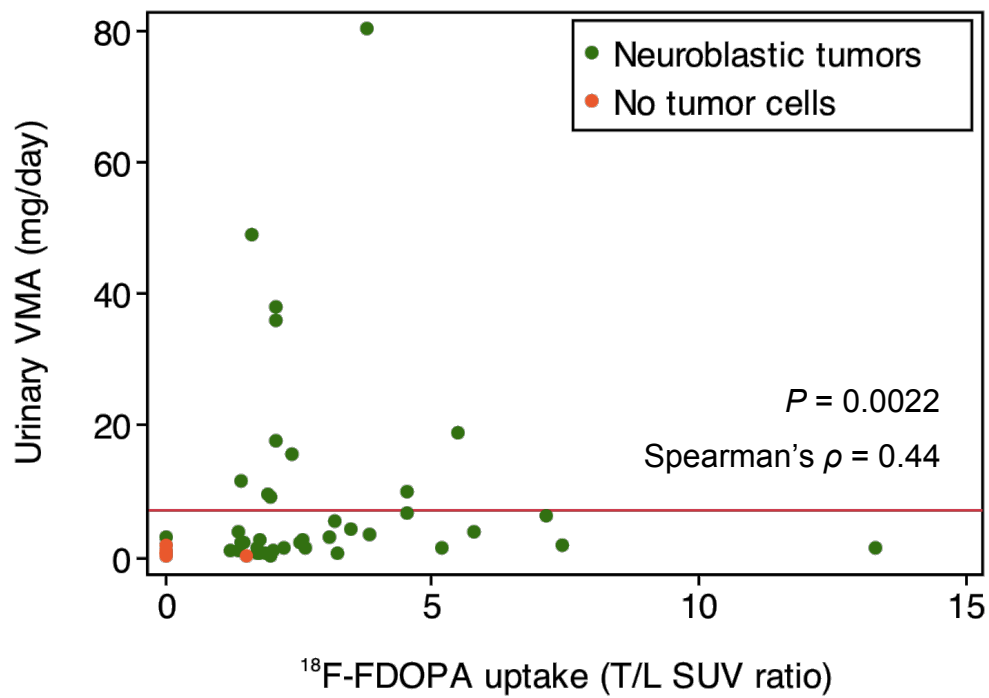 Neuroblastic tumors
No tumor cells
80
60
40
20
0
Urinary VMA (mg/day)
P = 0.0022
Spearman’s ρ = 0.44
0 5 10 15
¹⁸F-FDOPA uptake (T/L SUV ratio)